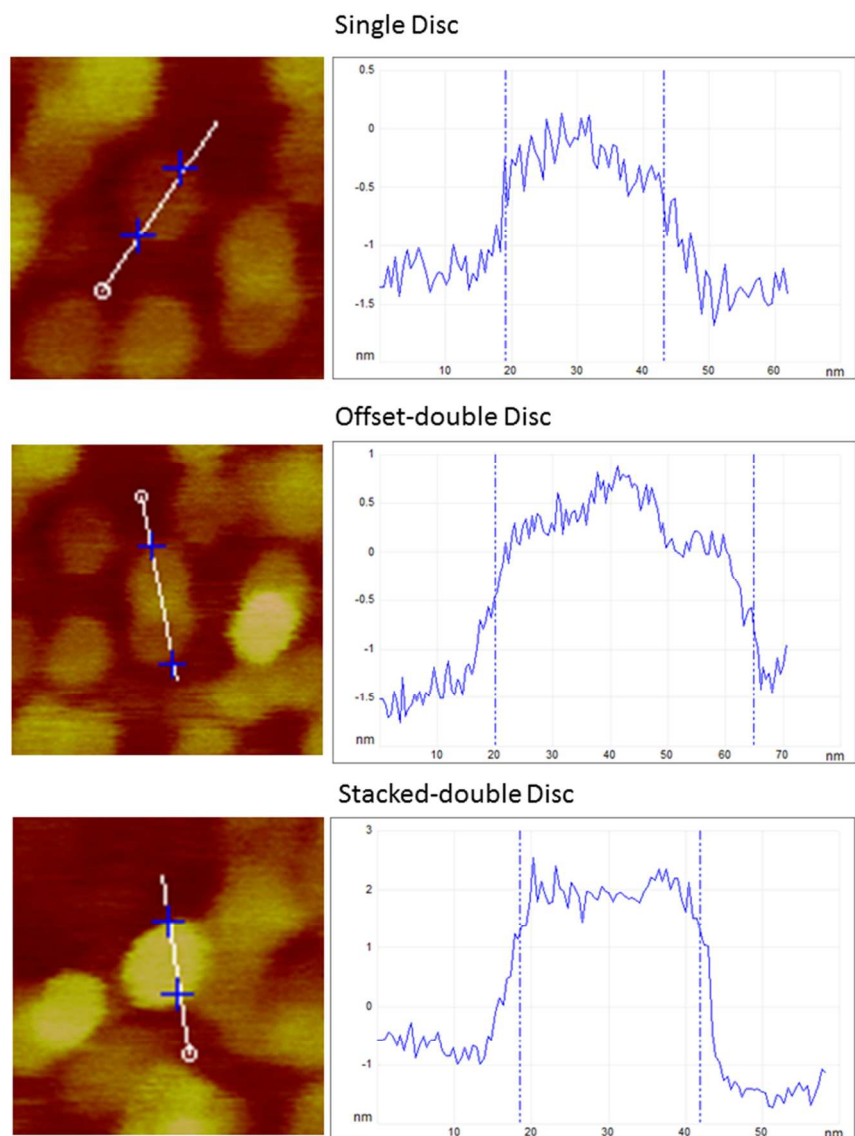 Single Disc
0.5
0
-0.5
-1
-1.5
nm
10 20 30 40 50 60 nm
Offset-double Disc
1
0.5
0
-0.5
-1
-1.5
nm
10 20 30 40 50 60 70 nm
Stacked-double Disc
3
2
1
0
-1
nm
10 20 30 40 50 nm